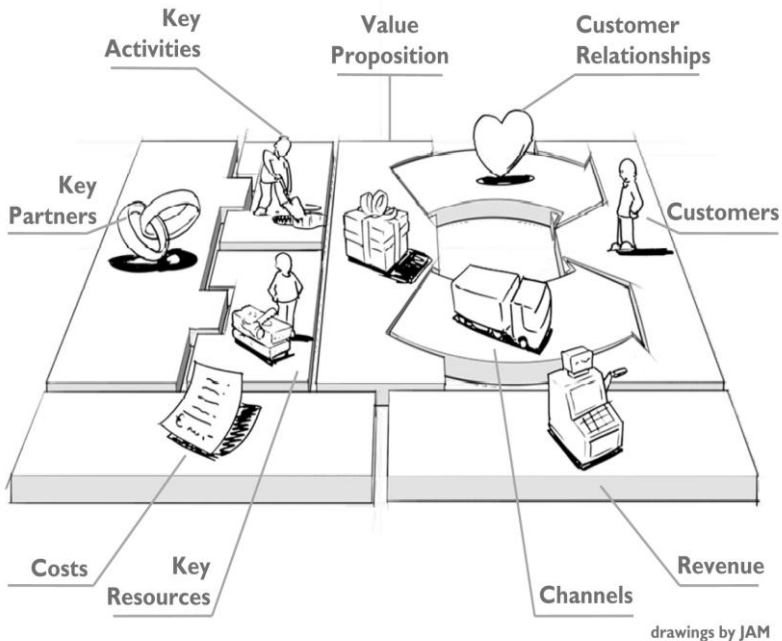 Key
Activities
Value
Proposition
Customer
Relationships
Key
Partners
Customers
Costs
Key
Resources
Channels
Revenue
drawings by JAM